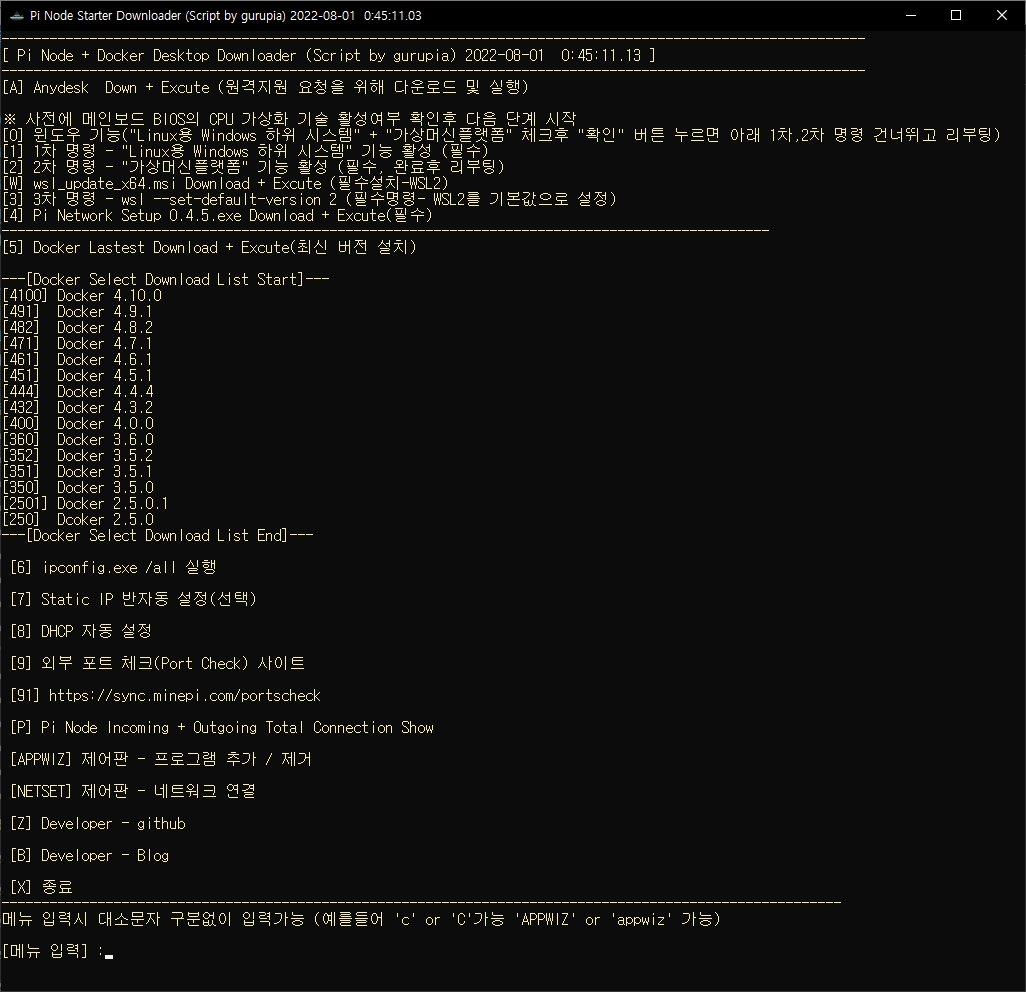 Pi Node Starter Downloader (Script by gurupia) 2022-08-01  0:45:11.03
--------------------------------------------------------------------------------------------------------------
[ Pi Node + Docker Desktop Downloader (Script by gurupia) 2022-08-01  0:45:11.13 ]
--------------------------------------------------------------------------------------------------------------
[A] Anydesk  Down + Excute (원격지원 요청을 위해 다운로드 및 실행)
※ 사전에 메인보드 BIOS의 CPU 가상화 기술 활성여부 확인후 다음 단계 시작
[0] 윈도우 기능("Linux용 Windows 하위 시스템" + "가상머신플랫폼" 체크후 "확인" 버튼 누르면 아래 1차,2차 명령 건너뛰고 리부팅)
[1] 1차 명령 - "Linux용 Windows 하위 시스템" 기능 활성 (필수)
[2] 2차 명령 - "가상머신플랫폼" 기능 활성 (필수, 완료후 리부팅)
[W] wsl_update_x64.msi Download + Excute (필수설치-WSL2)
[3] 3차 명령 - wsl --set-default-version 2 (필수명령- WSL2를 기본값으로 설정)
[4] Pi Network Setup 0.4.5.exe Download + Excute(필수)
------------------------------------------------------------------------------------------------
[5] Docker Lastest Download + Excute(최신 버전 설치)
---[Docker Select Download List Start]---
[4100] Docker 4.10.0
[491]  Docker 4.9.1
[482]  Docker 4.8.2
[471]  Docker 4.7.1
[461]  Docker 4.6.1
[451]  Docker 4.5.1
[444]  Docker 4.4.4
[432]  Docker 4.3.2
[400]  Docker 4.0.0
[360]  Docker 3.6.0
[352]  Docker 3.5.2
[351]  Docker 3.5.1
[350]  Docker 3.5.0
[2501] Docker 2.5.0.1
[250]  Dcoker 2.5.0
---[Docker Select Download List End]---
[6] ipconfig.exe /all 실행
[7] Static IP 반자동 설정(선택)
[8] DHCP 자동 설정
[9] 외부 포트 체크(Port Check) 사이트
[91] https://sync.minepi.com/portscheck
[P] Pi Node Incoming + Outgoing Total Connection Show
[APPWIZ] 제어판 - 프로그램 추가 / 제거
[NETSET] 제어판 - 네트워크 연결
[Z] Developer - github
[B] Developer - Blog
[X] 종료
---------------------------------------------------------------------------------------------------------
메뉴 입력시 대소문자 구분없이 입력가능 (예를들어 'c' or 'C'가능 'APPWIZ' or 'appwiz' 가능)
[메뉴 입력] :